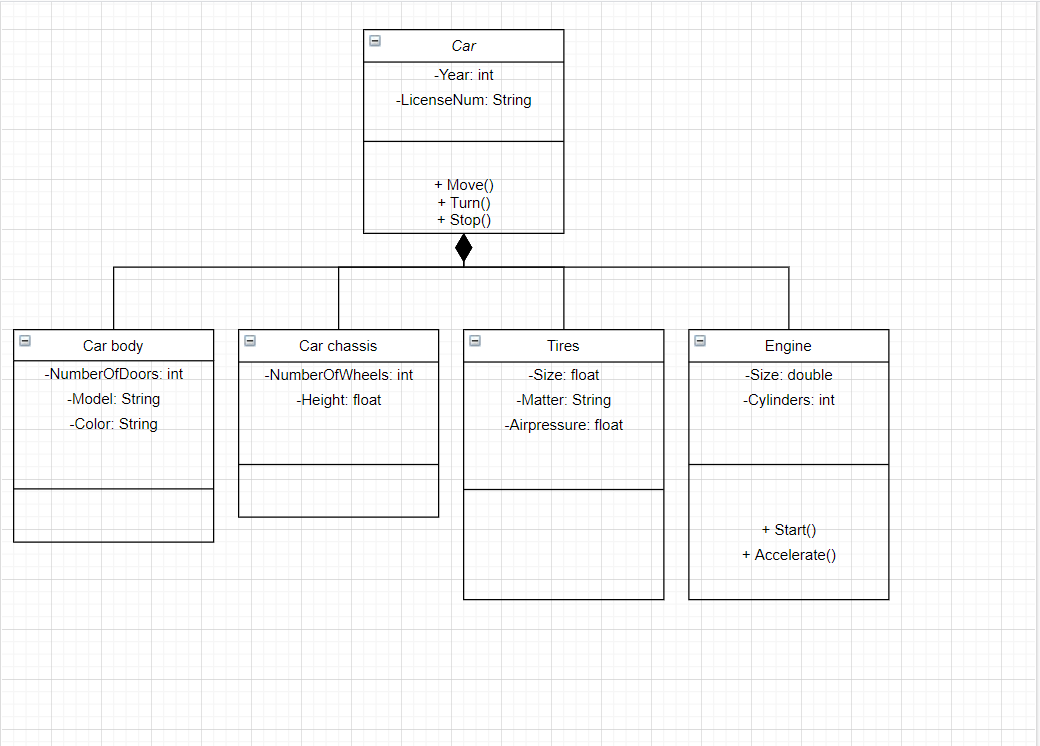 Car
-Year: int
-LicenseNum: String
+ Move()
+ Turn()
+ Stop()
Car body
-NumberOfDoors: int
-Model: String
-Color: String
Car chassis
-NumberOfWheels: int
-Height: float
Tires
-Size: float
-Matter: String
-Airpressure: float
Engine
-Size: double
-Cylinders: int
+ Start()
+ Accelerate()